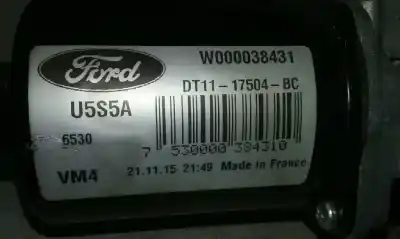 Ford
W000038431
DT11-17504-BC
U5S5A
6530
7 530000 384310
VM4
21.11.15 21:49 Made in France